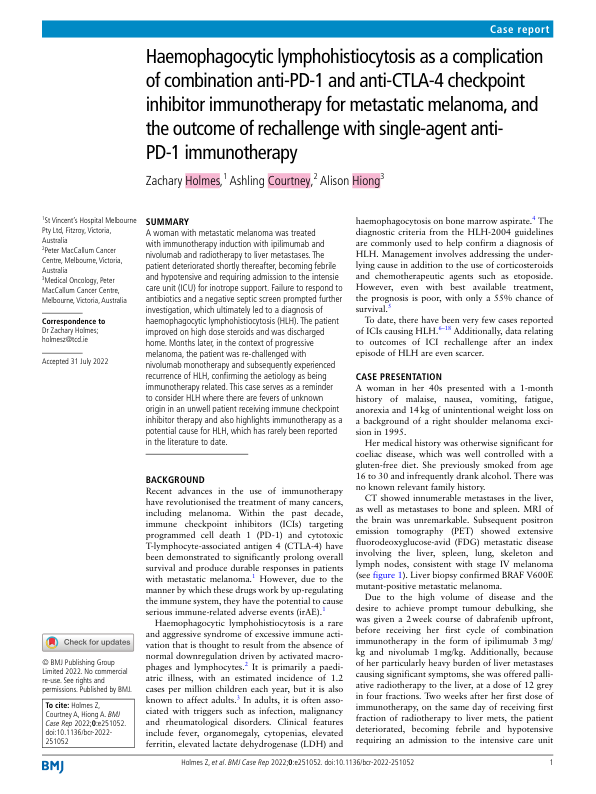 Case report
Haemophagocytic lymphohistiocytosis as a complication
of combination anti-PD-1 and anti-CTLA-4 checkpoint
inhibitor immunotherapy for metastatic melanoma, and
the outcome of rechallenge with single-agent anti-
PD-1 immunotherapy
Zachary Holmes,1 Ashling Courtney,2 Alison Hiong3
1St Vincent's Hospital Melbourne
Pty Ltd, Fitzroy, Victoria,
Australia
2Peter MacCallum Cancer
Centre, Melbourne, Victoria,
Australia
3Medical Oncology, Peter
MacCallum Cancer Centre,
Melbourne, Victoria, Australia
Correspondence to
Dr Zachary Holmes;
holmesz@tcd.ie
Accepted 31 July 2022
Check for updates
© BMJ Publishing Group
Limited 2022. No commercial
re-use. See rights and
permissions. Published by BMJ.
To cite: Holmes Z,
Courtney A, Hiong A. BMJ
Case Rep 2022;0:e251052.
doi:10.1136/bcr-2022-
251052
SUMMARY
A woman with metastatic melanoma was treated
with immunotherapy induction with ipilimumab and
nivolumab and radiotherapy to liver metastases. The
patient deteriorated shortly thereafter, becoming febrile
and hypotensive and requiring admission to the intensie
care unit (ICU) for inotrope support. Failure to respond to
antibiotics and a negative septic screen prompted further
investigation, which ultimately led to a diagnosis of
haemophagocytic lymphohistiocytosis (HLH). The patient
improved on high dose steroids and was discharged
home. Months later, in the context of progressive
melanoma, the patient was re-challenged with
nivolumab monotherapy and subsequently experienced
recurrence of HLH, confirming the aetiology as being
immunotherapy related. This case serves as a reminder
to consider HLH where there are fevers of unknown
origin in an unwell patient receiving immune checkpoint
inhibitor therapy and also highlights immunotherapy as a
potential cause for HLH, which has rarely been reported
in the literature to date.
BACKGROUND
Recent advances in the use of immunotherapy
have revolutionised the treatment of many cancers,
including melanoma. Within the past decade,
immune checkpoint inhibitors (ICIs) targeting
programmed cell death 1 (PD-1) and cytotoxic
T-lymphocyte-associated antigen 4 (CTLA-4) have
been demonstrated to significantly prolong overall
survival and produce durable responses in patients
with metastatic melanoma.1 However, due to the
manner by which these drugs work by up-regulating
the immune system, they have the potential to cause
serious immune-related adverse events (irAE).1
Haemophagocytic lymphohistiocytosis is a rare
and aggressive syndrome of excessive immune acti-
vation that is thought to result from the absence of
normal downregulation driven by activated macro-
phages and lymphocytes.2 It is primarily a paedi-
atric illness, with an estimated incidence of 1.2
cases per million children each year, but it is also
known to affect adults.3 In adults, it is often asso-
ciated with triggers such as infection, malignancy
and rheumatological disorders. Clinical features
include fever, organomegaly, cytopenias, elevated
ferritin, elevated lactate dehydrogenase (LDH) and
haemophagocytosis on bone marrow aspirate.4 The
diagnostic criteria from the HLH-2004 guidelines
are commonly used to help confirm a diagnosis of
HLH. Management involves addressing the under-
lying cause in addition to the use of corticosteroids
and chemotherapeutic agents such as etoposide.
However, even with best available treatment,
the prognosis is poor, with only a 55% chance of
survival.5
To date, there have been very few cases reported
of ICIs causing HLH.6–18 Additionally, data relating
to outcomes of ICI rechallenge after an index
episode of HLH are even scarcer.
CASE PRESENTATION
A woman in her 40s presented with a 1-month
history of malaise, nausea, vomiting, fatigue,
anorexia and 14 kg of unintentional weight loss on
a background of a right shoulder melanoma exci-
sion in 1995.
Her medical history was otherwise significant for
coeliac disease, which was well controlled with a
gluten-free diet. She previously smoked from age
16 to 30 and infrequently drank alcohol. There was
no known relevant family history.
CT showed innumerable metastases in the liver,
as well as metastases to bone and spleen. MRI of
the brain was unremarkable. Subsequent positron
emission tomography (PET) showed extensive
fluorodeoxyglucose-avid (FDG) metastatic disease
involving the liver, spleen, lung, skeleton and
lymph nodes, consistent with stage IV melanoma
(see figure 1). Liver biopsy confirmed BRAF V600E
mutant-positive metastatic melanoma.
Due to the high volume of disease and the
desire to achieve prompt tumour debulking, she
was given a 2 week course of dabrafenib upfront,
before receiving her first cycle of combination
immunotherapy in the form of ipilimumab 3 mg/
kg and nivolumab 1 mg/kg. Additionally, because
of her particularly heavy burden of liver metastases
causing significant symptoms, she was offered palli-
ative radiotherapy to the liver, at a dose of 12 grey
in four fractions. Two weeks after her first dose of
immunotherapy, on the same day of receiving first
fraction of radiotherapy to liver mets, the patient
deteriorated, becoming febrile and hypotensive
requiring an admission to the intensive care unit
BMJ
Holmes Z, et al. BMJ Case Rep 2022;0:e251052. doi:10.1136/bcr-2022-251052
1